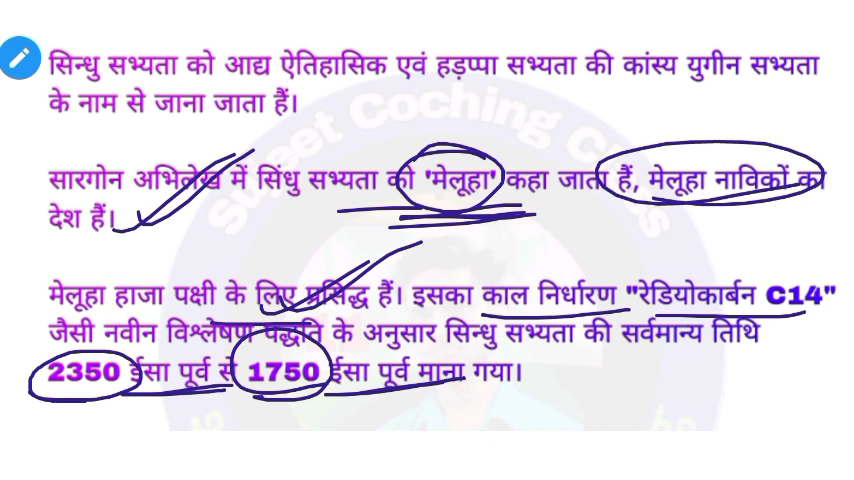 सिन्धु सभ्यता को आद्य ऐतिहासिक एवं हड़प्पा सभ्यता की कांस्य युगीन सभ्यता
के नाम से जाना जाता हैं।
सारगोन अभिलेख में सिंधु सभ्यता को 'मेलूहा' कहा जाता हैं, मेलूहा नाविकों का
देश हैं।
मेलूहा हाजा पक्षी के लिए प्रसिद्ध हैं। इसका काल निर्धारण "रेडियोकार्बन C14"
जैसी नवीन विश्लेषण पद्धति के अनुसार सिन्धु सभ्यता की सर्वमान्य तिथि
2350 ईसा पूर्व से 1750 ईसा पूर्व माना गया।